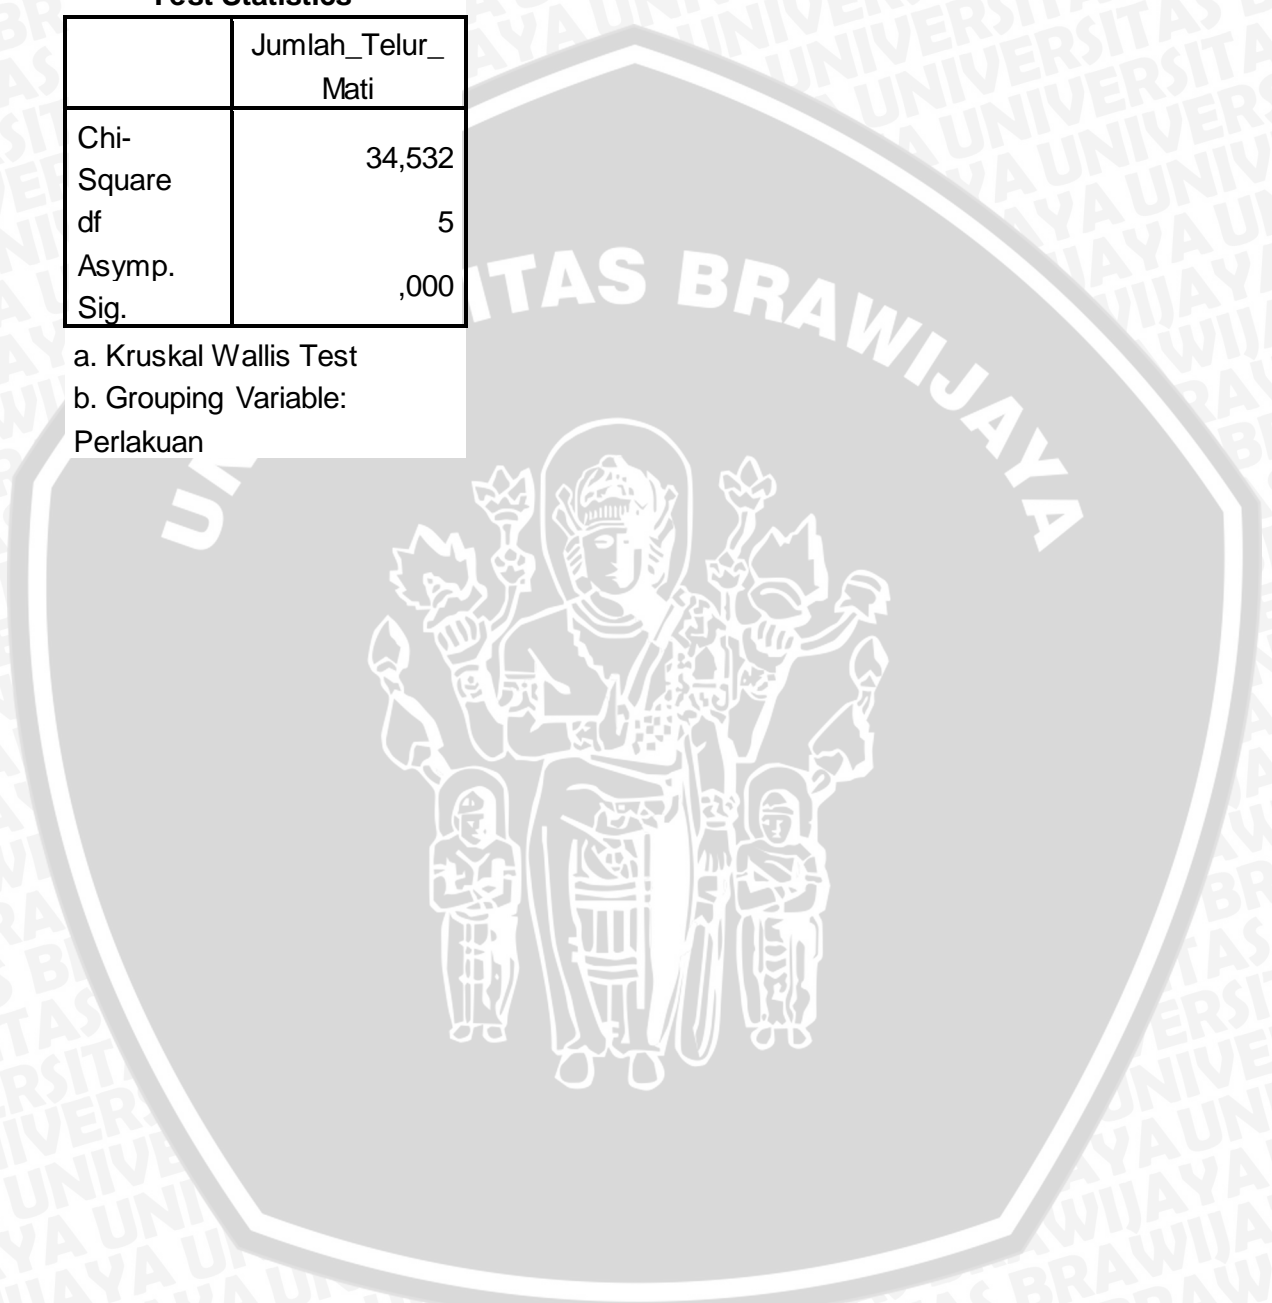 Test Statistics
Jumlah_Telur_
Mati
Chi-
Square
34,532
df
5
Asymp.
Sig.
,000
a. Kruskal Wallis Test
b. Grouping Variable:
Perlakuan
ITAS BRAWIJAYA